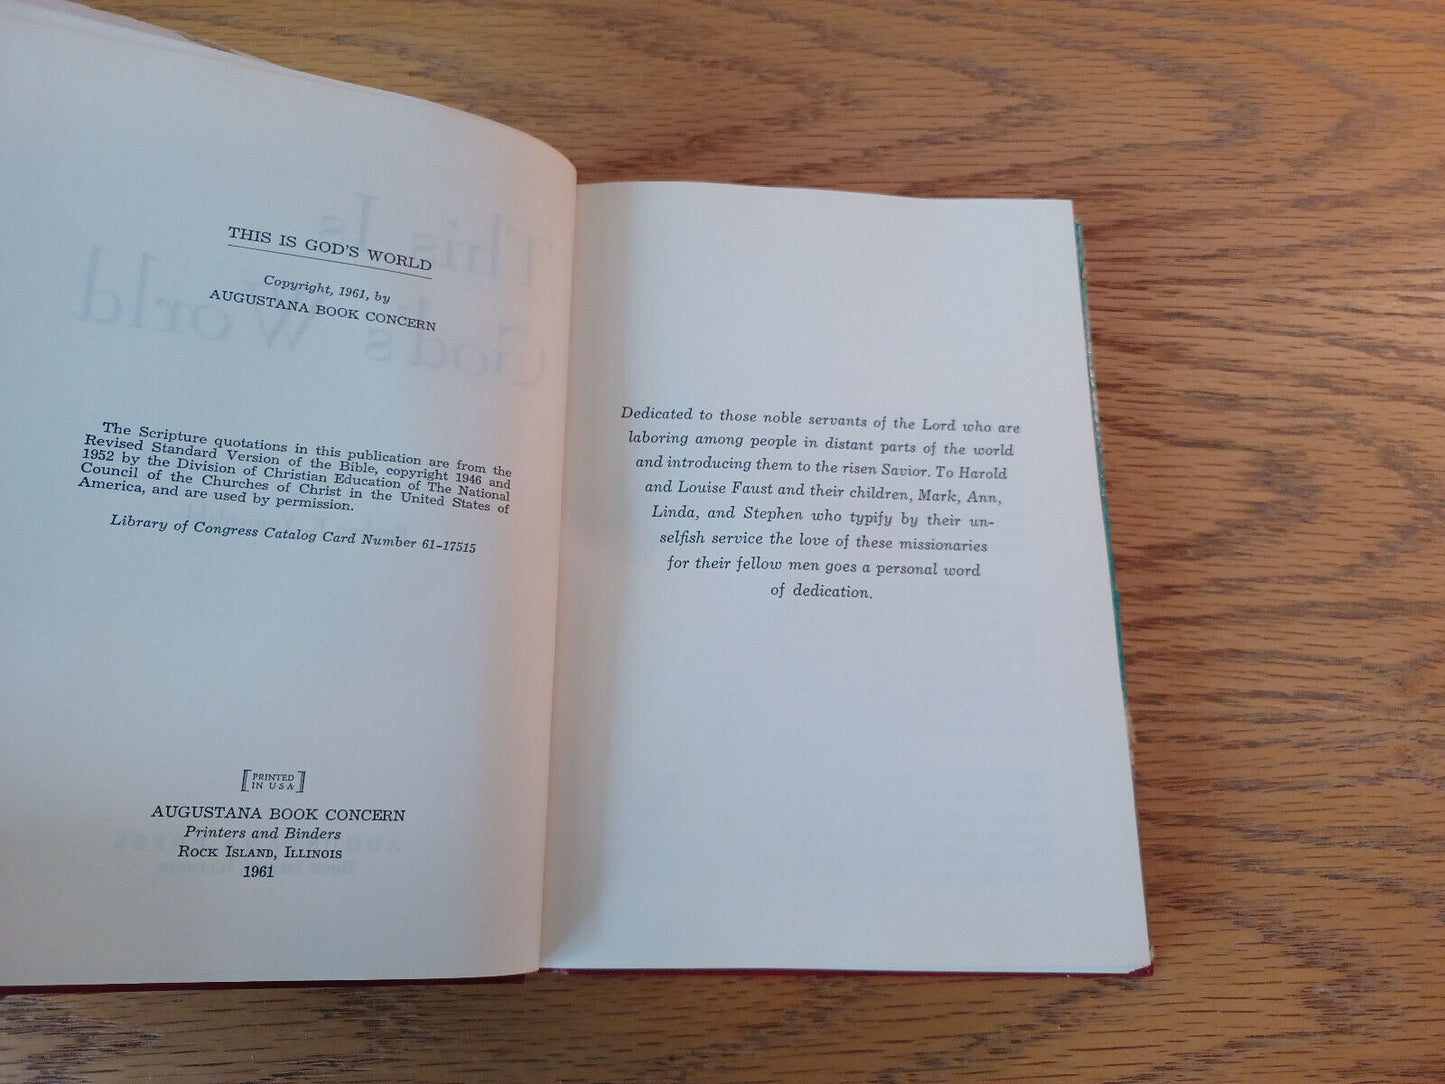 THIS IS GOD'S WORLD
Copyright, 1961, by
AUGUSTANA BOOK CONCERN
The Scripture quotations in this publication are from the
Revised Standard Version of the Bible, copyright 1946 and
1952 by the Division of Christian Education of The National
Council of the Churches of Christ in the United States of
America, and are used by permission.
Library of Congress Catalog Card Number 61-17515
[PRINTED
IN USA]
AUGUSTANA BOOK CONCERN
Printers and Binders
ROCK ISLAND, ILLINOIS
1961
Dedicated to those noble servants of the Lord who are
laboring among people in distant parts of the world
and introducing them to the risen Savior. To Harold
and Louise Faust and their children, Mark, Ann,
Linda, and Stephen who typify by their un-
selfish service the love of these missionaries
for their fellow men goes a personal word
of dedication.
This Is
God's World